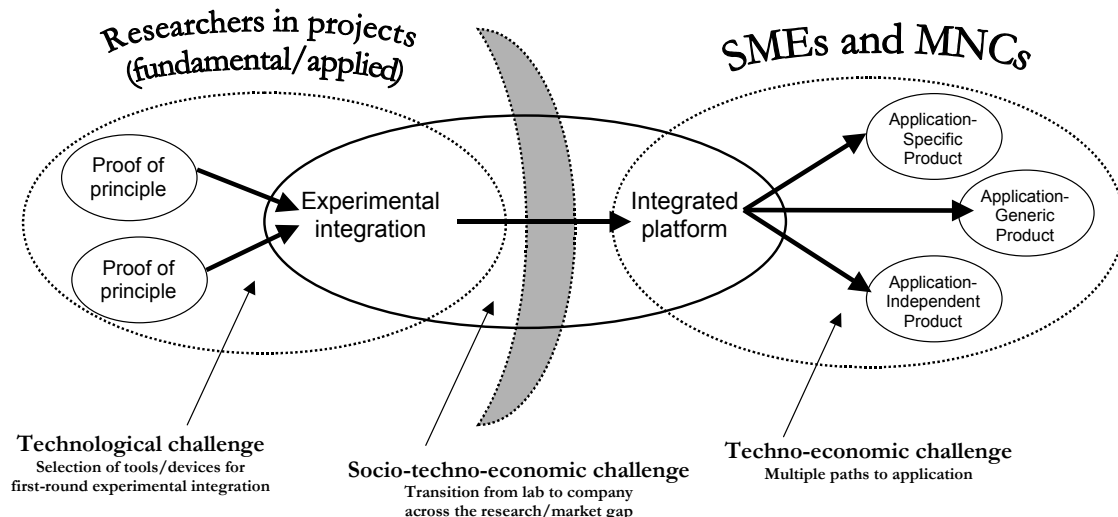 Researchers in projects
(fundamental/applied)
SMEs and MNCs
Proof of
principle
Proof of
principle
Experimental
integration
Integrated
platform
Application-
Specific
Product
Application-
Generic
Product
Application-
Independent
Product
Technological challenge
Selection of tools/devices for
first-round experimental integration
Socio-techno-economic challenge
Transition from lab to company
across the research/market gap
Techno-economic challenge
Multiple paths to application